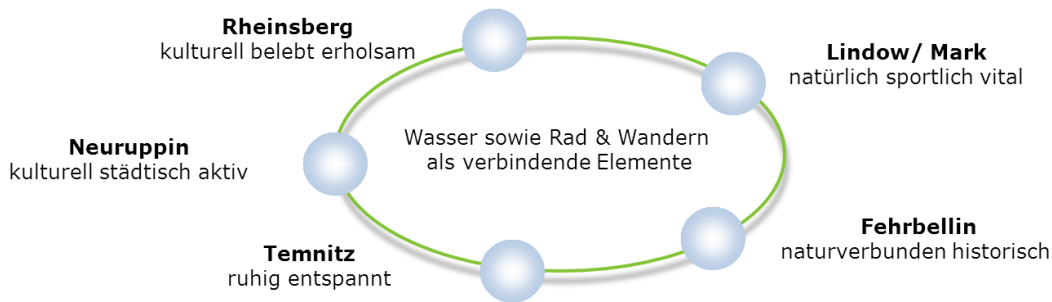 Rheinsberg
kulturell belebt erholsam
Lindow/ Mark
natürlich sportlich vital
Wasser sowie Rad & Wandern
als verbindende Elemente
Neuruppin
kulturell städtisch aktiv
Fehrbellin
naturverbunden historisch
Temnitz
ruhig entspannt